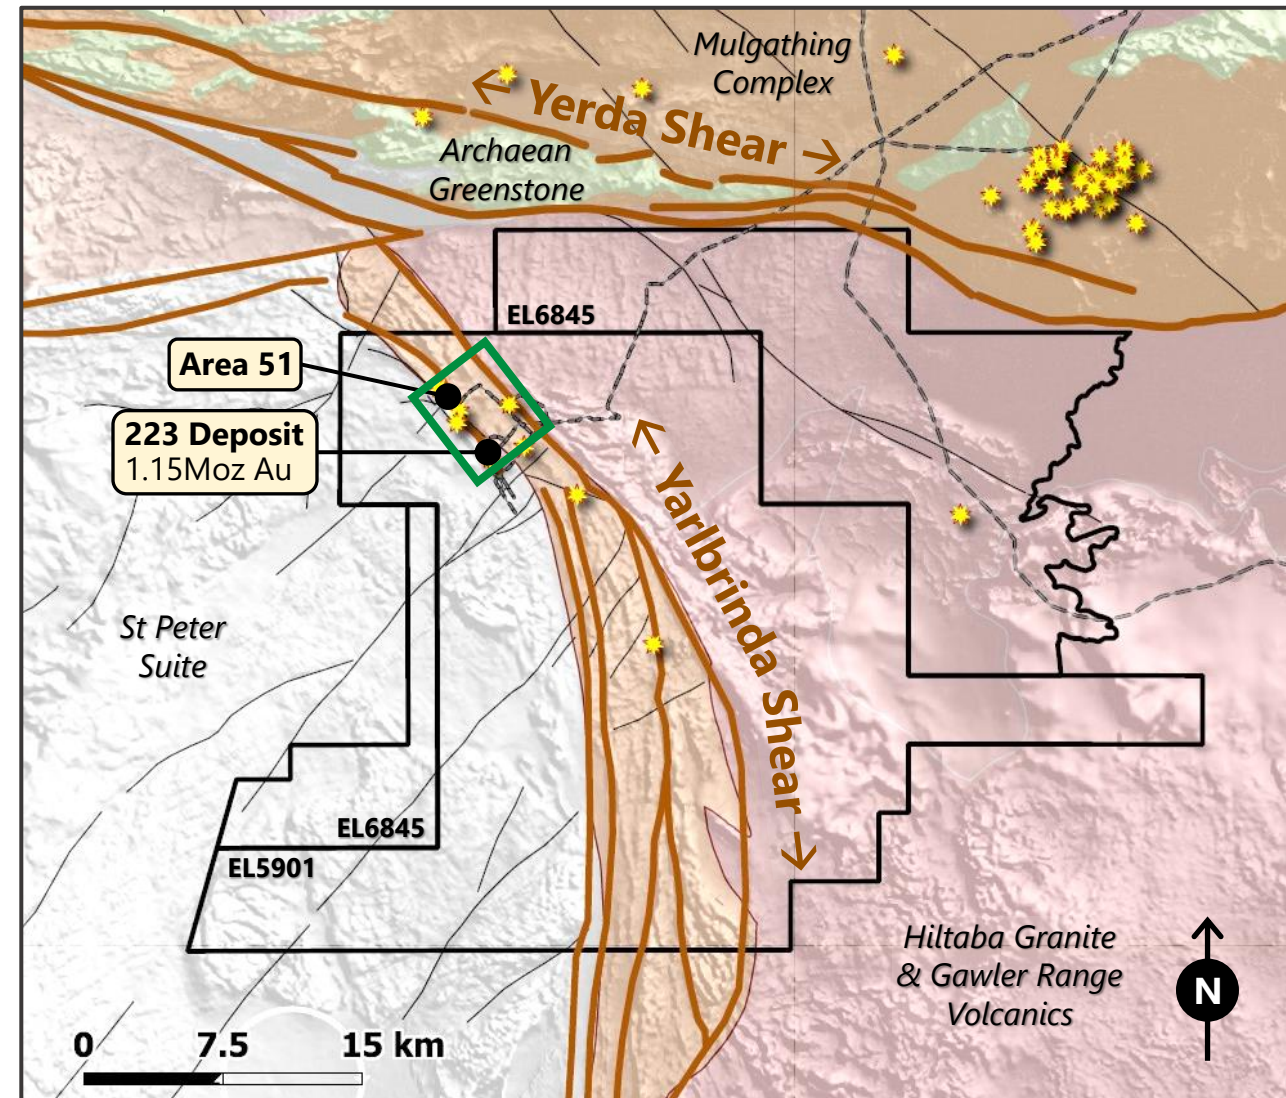 Mulgathing
Complex
← Yerda Shear →
Archaean
Greenstone
EL6845
Area 51
223 Deposit
1.15Moz Au
← Yarlbrinda Shear →
St Peter
Suite
EL6845
EL5901
Hiltaba Granite
& Gawler Range
Volcanics
N
0 7.5 15 km